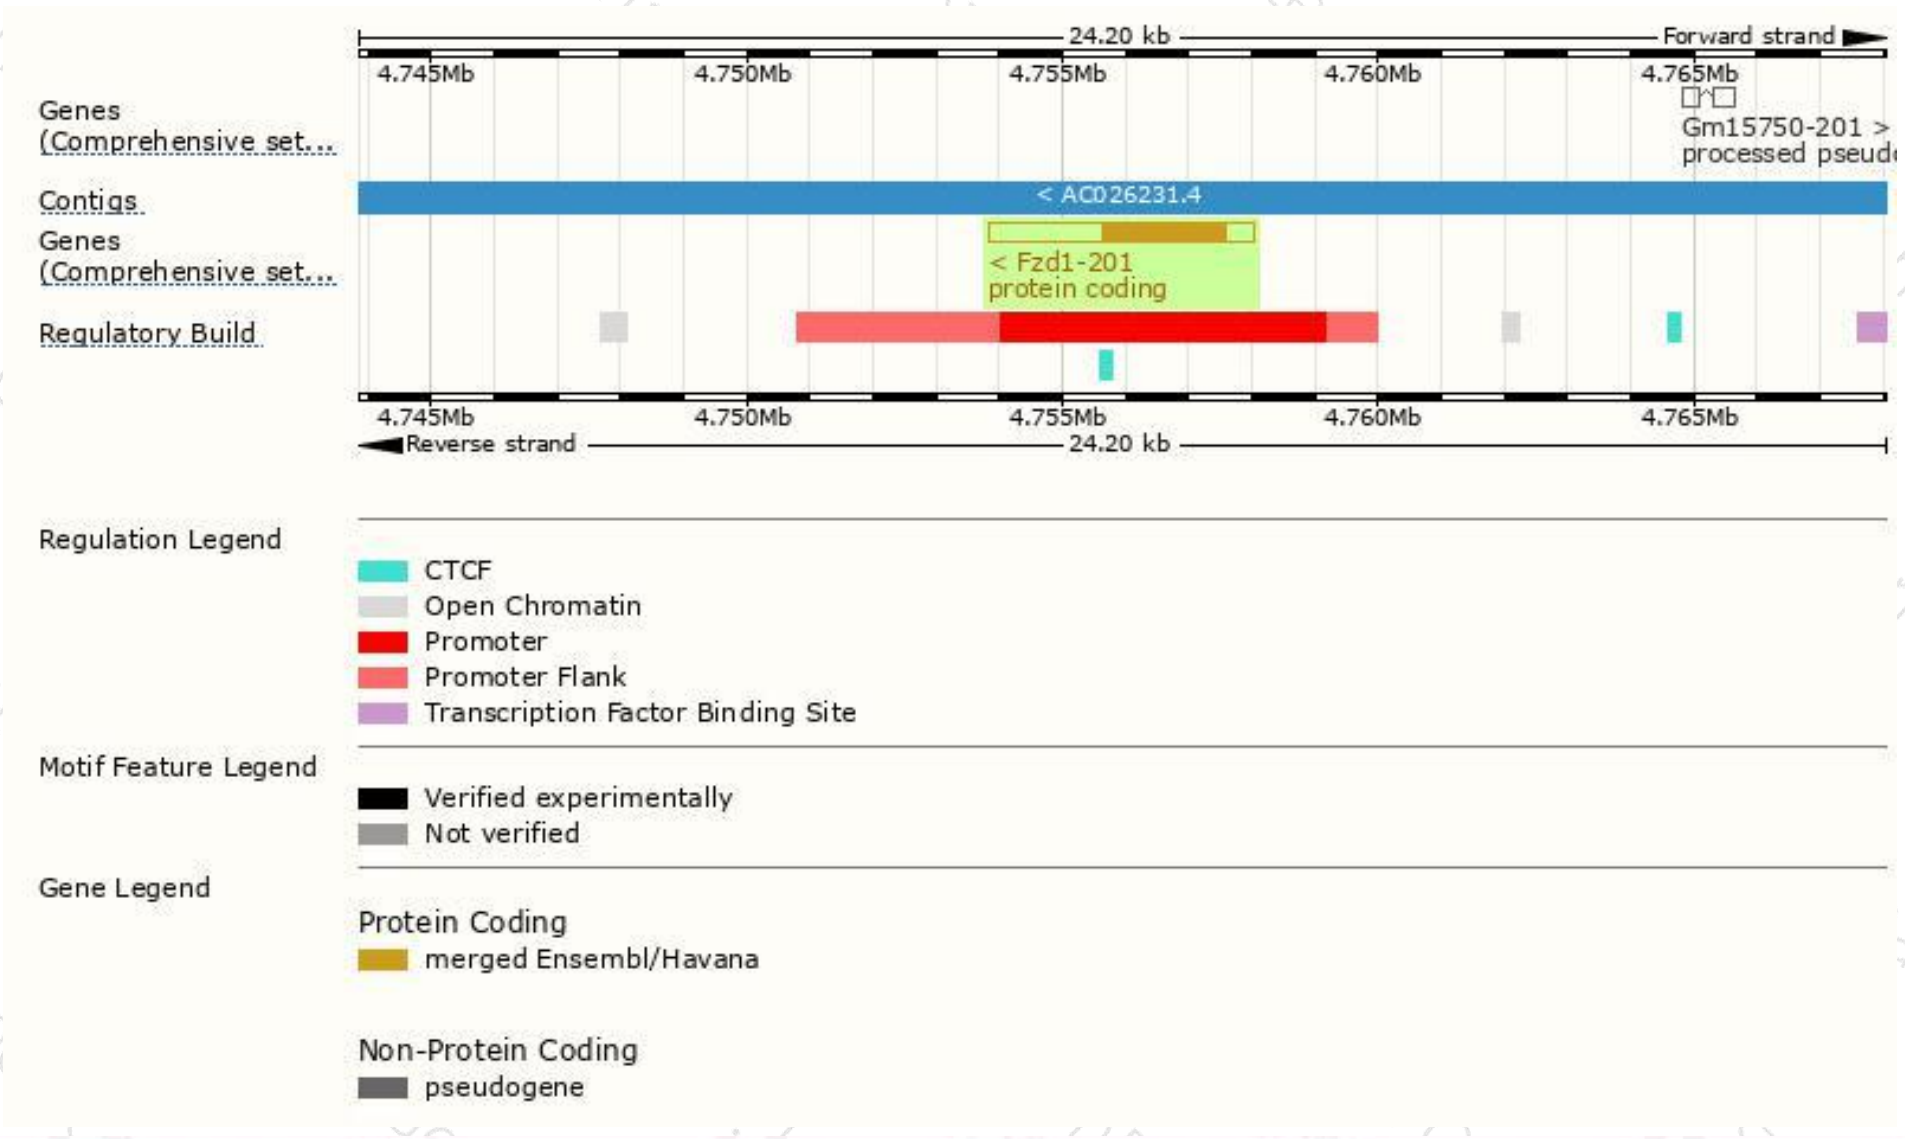 24.20 kb Forward strand
4.745Mb 4.750Mb 4.755Mb 4.760Mb 4.765Mb
Genes
(Comprehensive set...
Gm15750-201 >
processed pseud
Contigs
< AC026231.4
Genes
(Comprehensive set...
< Fzd1-201
protein coding
Regulatory Build
4.745Mb 4.750Mb 4.755Mb 4.760Mb 4.765Mb
Reverse strand 24.20 kb
Regulation Legend
CTCF
Open Chromatin
Promoter
Promoter Flank
Transcription Factor Binding Site
Motif Feature Legend
Verified experimentally
Not verified
Gene Legend
Protein Coding
merged Ensembl/Havana
Non-Protein Coding
pseudogene